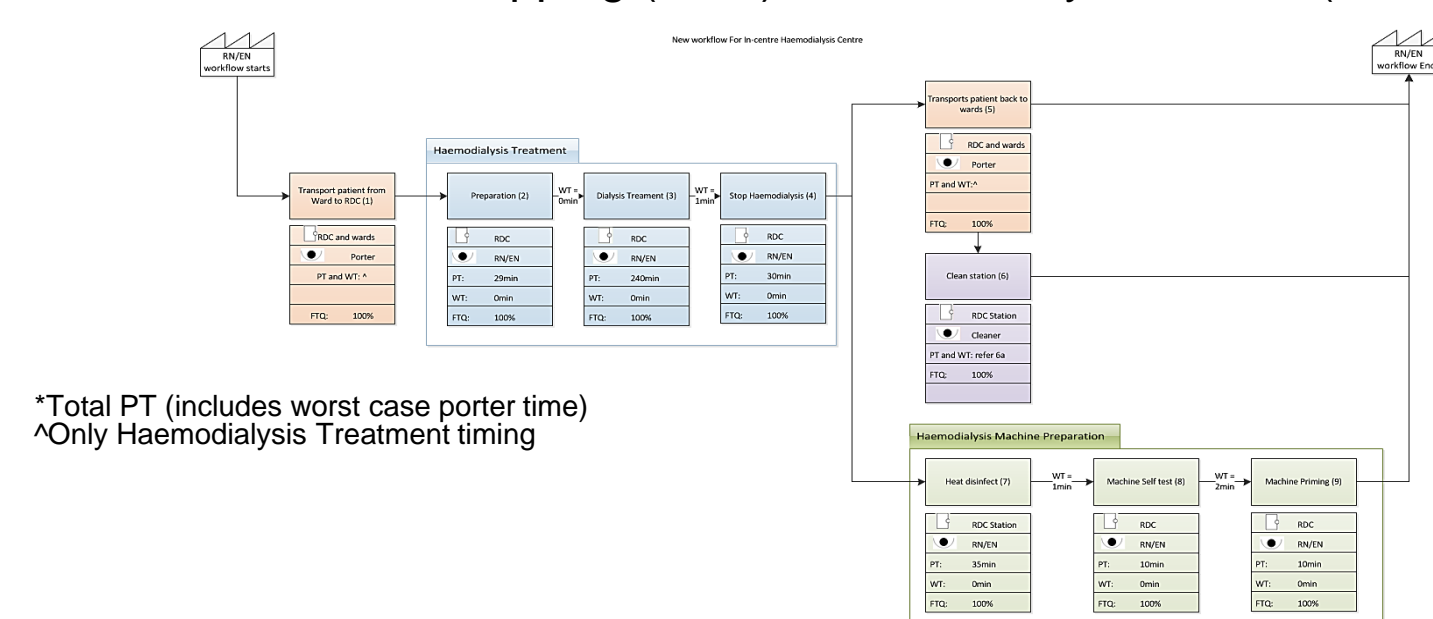 pping
New workflow For In-centre Haemodialysis Centre
RN/EN
workflow starts
RN/EN
workflow End
Transports patient back to
wards (5)
RDC and wards
Porter
PT and WT:^
FTQ: 100%
Haemodialysis Treatment
Transport patient from
Ward to RDC (1)
RDC and wards
Porter
PT and WT: ^
FTQ: 100%
Preparation (2)
RDC
RN/EN
PT: 29min
WT: 0min
FTQ: 100%
WT =
0min
Dialysis Treament (3)
RDC
RN/EN
PT: 240min
WT: 0min
FTQ: 100%
WT =
1min
Stop Haemodialysis (4)
RDC
RN/EN
PT: 30min
WT: 0min
FTQ: 100%
Clean station (6)
RDC Station
Cleaner
PT and WT: refer 6a
FTQ: 100%
*Total PT (includes worst case porter time)
^Only Haemodialysis Treatment timing
Haemodialysis Machine Preparation
Heat disinfect (7)
RDC Station
RN/EN
PT: 35min
WT: 0min
FTQ: 100%
WT =
1min
Machine Self test (8)
RDC
RN/EN
PT: 10min
WT: 0min
FTQ: 100%
WT =
2min
Machine Priming (9)
RDC
RN/EN
PT: 10min
WT: 0min
FTQ: 100%